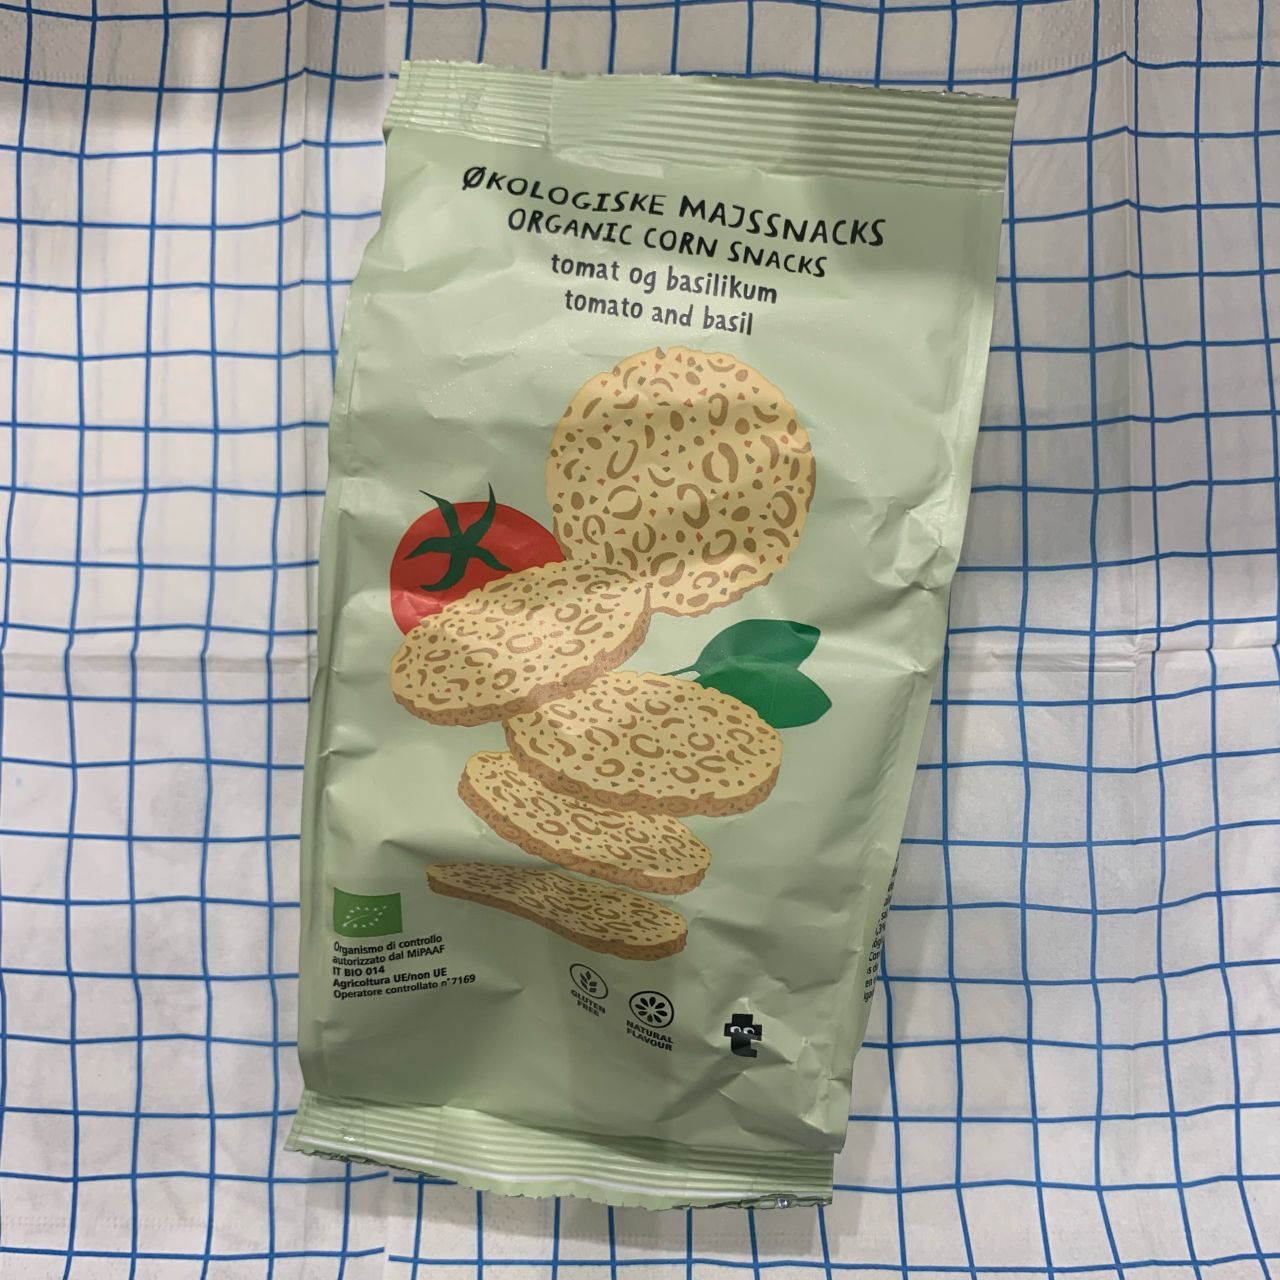 ØKOLOGISKE MAJSSNACKS
ORGANIC CORN SNACKS
tomat og basilikum
tomato and basil
Organismo di controllo
autorizzato dal MiPAAF
IT BIO 014
Agricoltura UE/non UE
Operatore controllato n°7169
GLUTEN
FREE
NATURAL
FLAVOUR